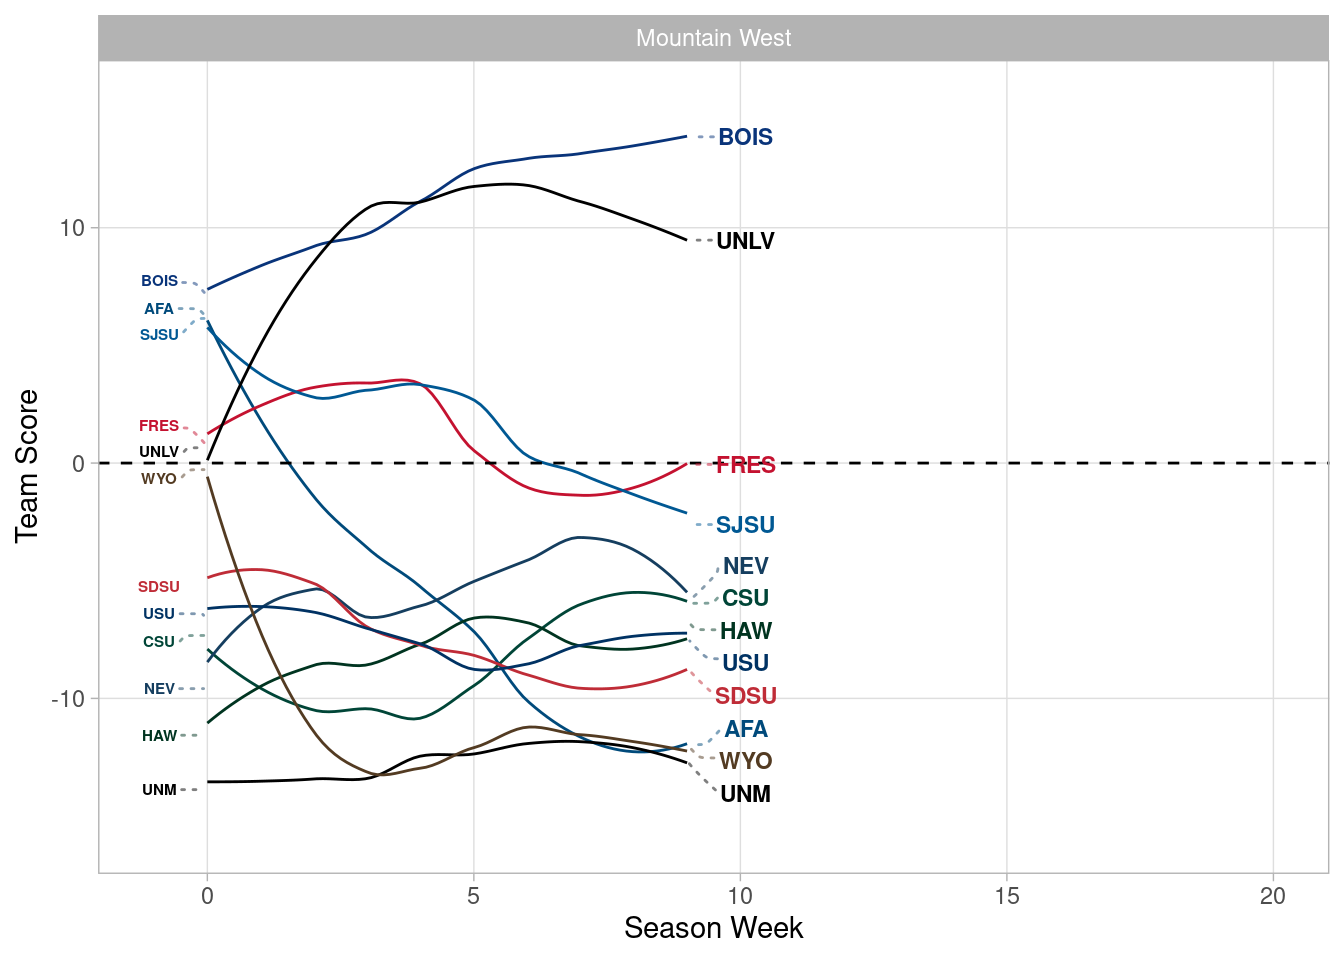 Mountain West
Team Score
10
0
-10
BOIS
AFA
SJSU
FRES
UNLV
WYO
SDSU
USU
CSU
NEV
HAW
UNM
BOIS
UNLV
FRES
SJSU
NEV
CSU
HAW
USU
SDSU
AFA
WYO
UNM
0 5 10 15 20
Season Week